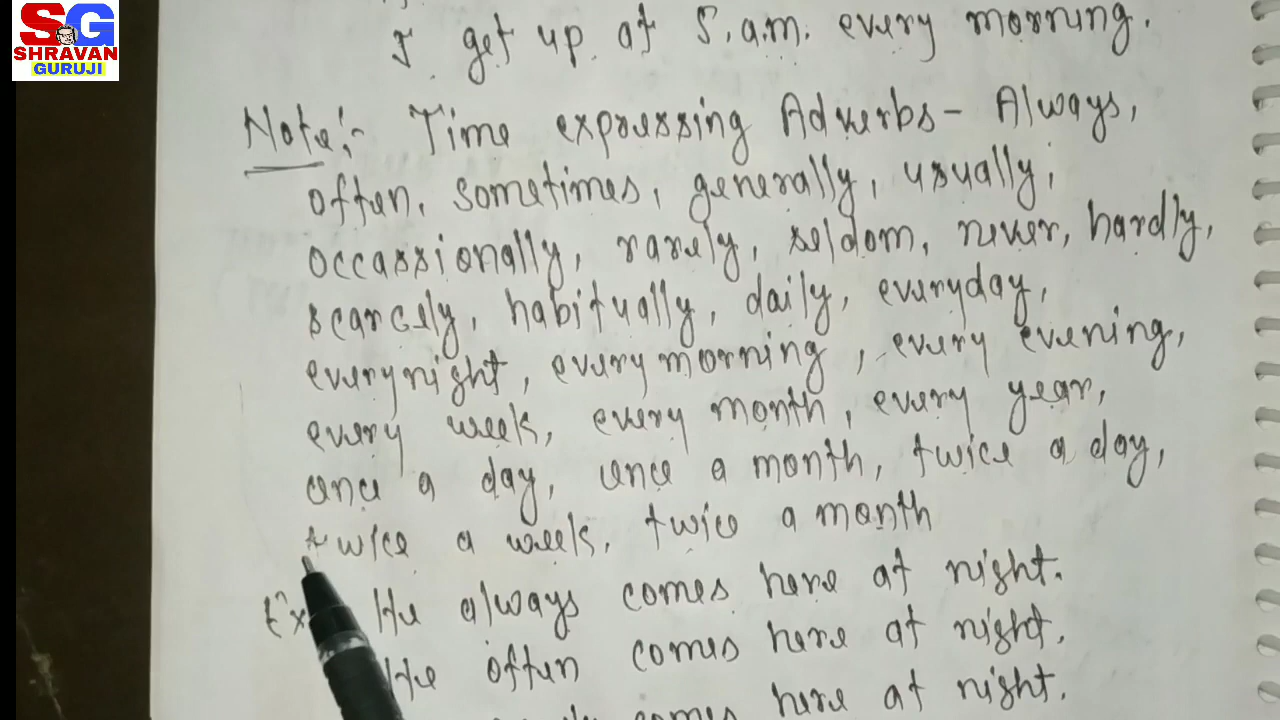 SG
SHRAVAN
GURUJI
I get up at 5.a.m. every morning.
Note:- Time expressing Adverbs- Always,
often, sometimes, generally, usually,
occassionally, rarely, seldom, never, hardly,
scarcely, habitually, daily, everyday,
everynight, every morning, every evening,
every week, every month, every year,
once a day, once a month, twice a day,
twice a week, twice a month
Ex He always comes here at night.
He often comes here at night.
comes here at night.